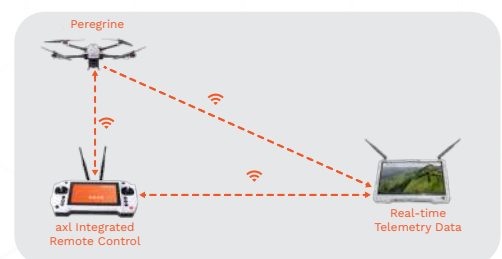 Peregrine
axl Integrated
Remote Control
Real-time
Telemetry Data